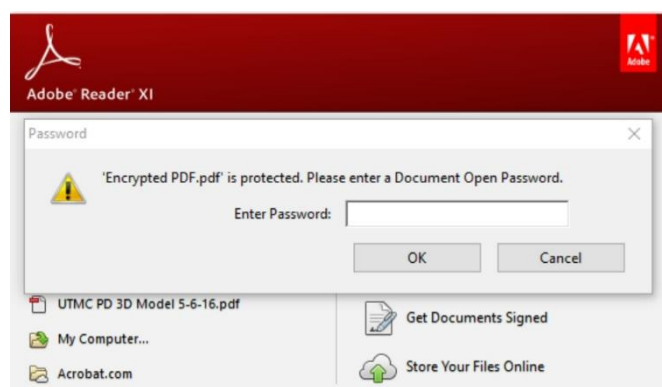 Adobe® Reader® XI
Adobe
Password
'Encrypted PDF.pdf' is protected. Please enter a Document Open Password.
Enter Password:
OK Cancel
UTMC PD 3D Model 5-6-16.pdf
Get Documents Signed
My Computer...
Store Your Files Online
Acrobat.com